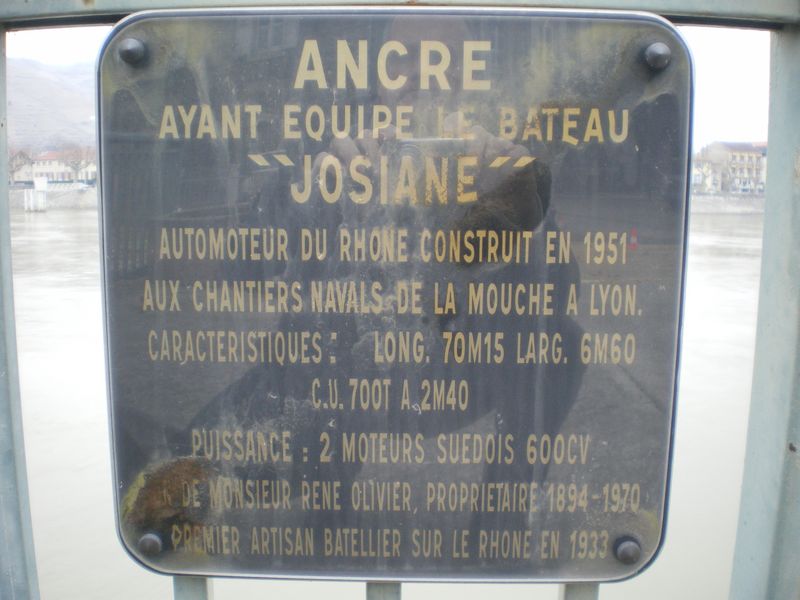 ANCRE
AYANT EQUIPE LE BATEAU
"JOSIANE"
AUTOMOTEUR DU RHONE CONSTRUIT EN 1951
AUX CHANTIERS NAVALS DE LA MOUCHE A LYON.
CARACTERISTIQUES : LONG. 70M15 LARG. 6M60
C.U. 700T A 2M40
PUISSANCE : 2 MOTEURS SUEDOIS 600CV
DE MONSIEUR RENE OLIVIER, PROPRIETAIRE 1894-1970
PREMIER ARTISAN BATELLIER SUR LE RHONE EN 1933